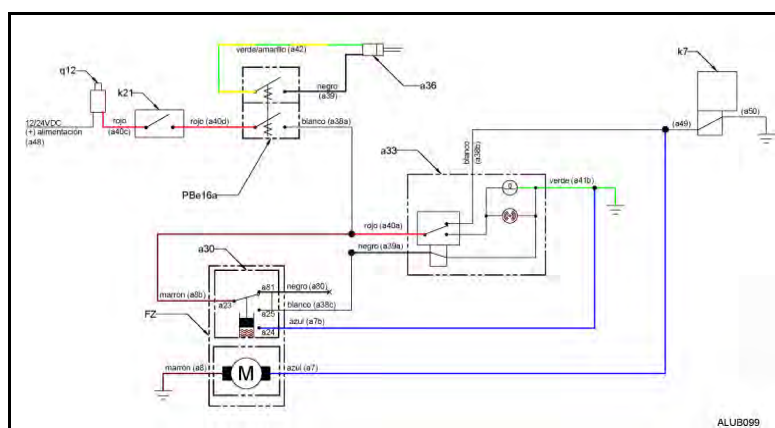 verde/amarillo (a42)
k7
q12
k21
negro
(a39)
a36
12/24VDC
(+) alimentación
(a48)
rojo
(a40c)
rojo (a40d)
blanco (a38a)
(a49)
(a50)
blanco
(a38b)
a33
PBe16a
verde (a41b)
rojo (a40a)
negro (a39a)
a30
a81
negro (a80)
marrón (a8b)
a23
blanco (a38c)
a25
FZ
azul (a7b)
a24
marrón (a8)
M
azul (a7)
ALUB099